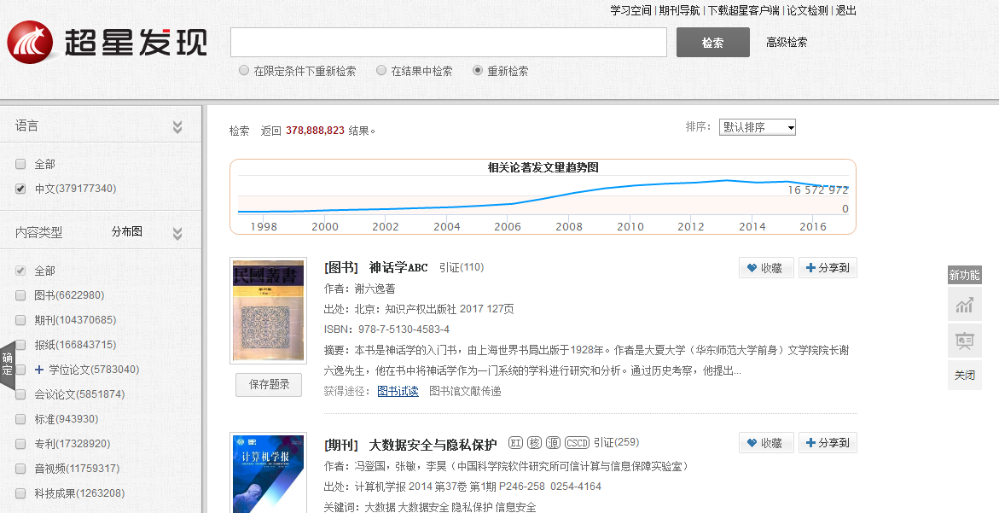 学习空间 | 期刊导航 | 下载超星客户端 | 论文检测 | 退出
超星发现
检索
高级检索
在限定条件下重新检索 在结果中检索 重新检索
语言
全部
中文(379177340)
内容类型 分布图
全部
图书(6622980)
期刊(104370685)
报纸(166843715)
学位论文(5783040)
会议论文(5851874)
标准(943930)
专利(17328920)
音视频(11759317)
科技成果(1263208)
确定
检索 返回 378,888,823 结果。
排序： 默认排序
相关论著发文量趋势图
16 572 972
0
1998 2000 2002 2004 2006 2008 2010 2012 2014 2016
民國叢書
[图书] 神话学ABC 引证(110)
收藏 分享到
作者：谢六逸著
出处：北京：知识产权出版社 2017 127页
ISBN：978-7-5130-4583-4
摘要：本书是神话学的入门书，由上海世界书局出版于1928年。作者是大夏大学（华东师范大学前身）文学院院长谢
六逸先生，他在书中将神话学作为一门系统的学科进行研究和分析。通过历史考察，他提出...
获得途径： 图书试读 图书馆文献传递
保存题录
计算机学报
[期刊] 大数据安全与隐私保护 EI 核 源 CSCD 引证(259)
收藏 分享到
作者：冯登国，张敏，李昊（中国科学院软件研究所可信计算与信息保障实验室）
出处：计算机学报 2014 第37卷 第1期 P246-258 0254-4164
关键词：大数据 大数据安全 隐私保护 信息安全
新功能
关闭